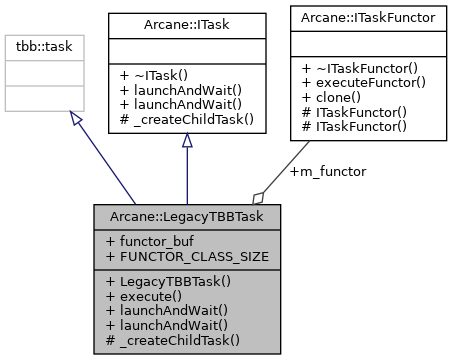 tbb::task
Arcane::ITask
+ ~ITask()
+ launchAndWait()
+ launchAndWait()
# _createChildTask()
Arcane::ITaskFunctor
+ ~ITaskFunctor()
+ executeFunctor()
+ clone()
# ITaskFunctor()
# ITaskFunctor()
+m_functor
Arcane::LegacyTBBTask
+ functor_buf
+ FUNCTOR_CLASS_SIZE
+ LegacyTBBTask()
+ execute()
+ launchAndWait()
+ launchAndWait()
# _createChildTask()